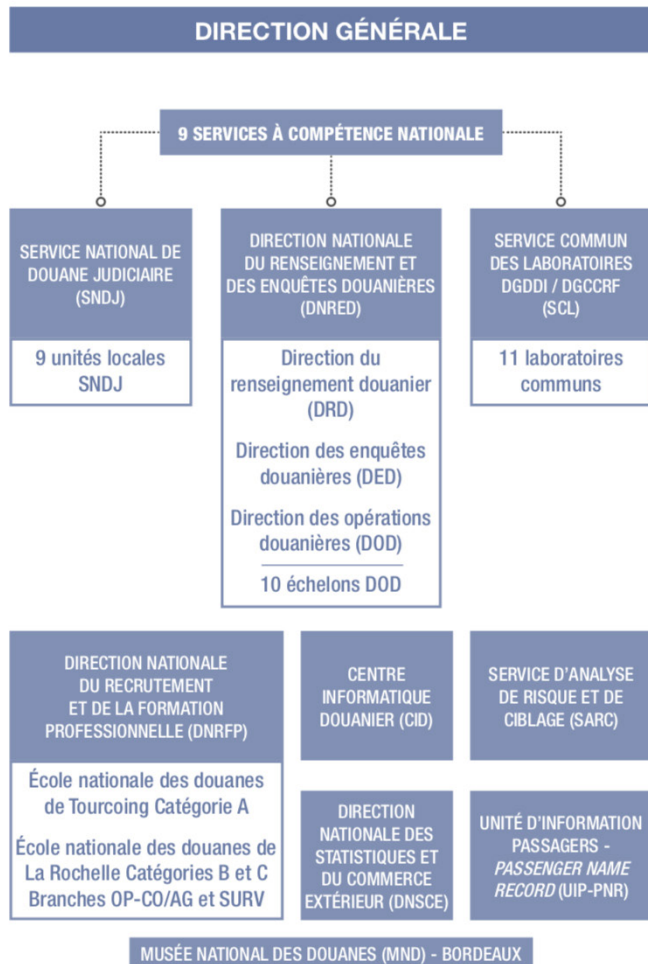 DIRECTION GÉNÉRALE
9 SERVICES À COMPÉTENCE NATIONALE
SERVICE NATIONAL DE
DOUANE JUDICIAIRE
(SNDJ)
9 unités locales
SNDJ
DIRECTION NATIONALE
DU RENSEIGNEMENT ET
DES ENQUÊTES DOUANIÈRES
(DNRED)
Direction du
renseignement douanier
(DRD)
Direction des enquêtes
douanières (DED)
Direction des opérations
douanières (DOD)
10 échelons DOD
SERVICE COMMUN
DES LABORATOIRES
DGDDI / DGCCRF
(SCL)
11 laboratoires
communs
DIRECTION NATIONALE
DU RECRUTEMENT
ET DE LA FORMATION
PROFESSIONNELLE (DNRFP)
École nationale des douanes
de Tourcoing Catégorie A
École nationale des douanes de
La Rochelle Catégories B et C
Branches OP-CO/AG et SURV
CENTRE
INFORMATIQUE
DOUANIER (CID)
SERVICE D'ANALYSE
DE RISQUE ET DE
CIBLAGE (SARC)
DIRECTION
NATIONALE DES
STATISTIQUES ET
DU COMMERCE
EXTÉRIEUR (DNSCE)
UNITÉ D'INFORMATION
PASSAGERS -
PASSENGER NAME
RECORD (UIP-PNR)
MUSÉE NATIONAL DES DOUANES (MND) - BORDEAUX